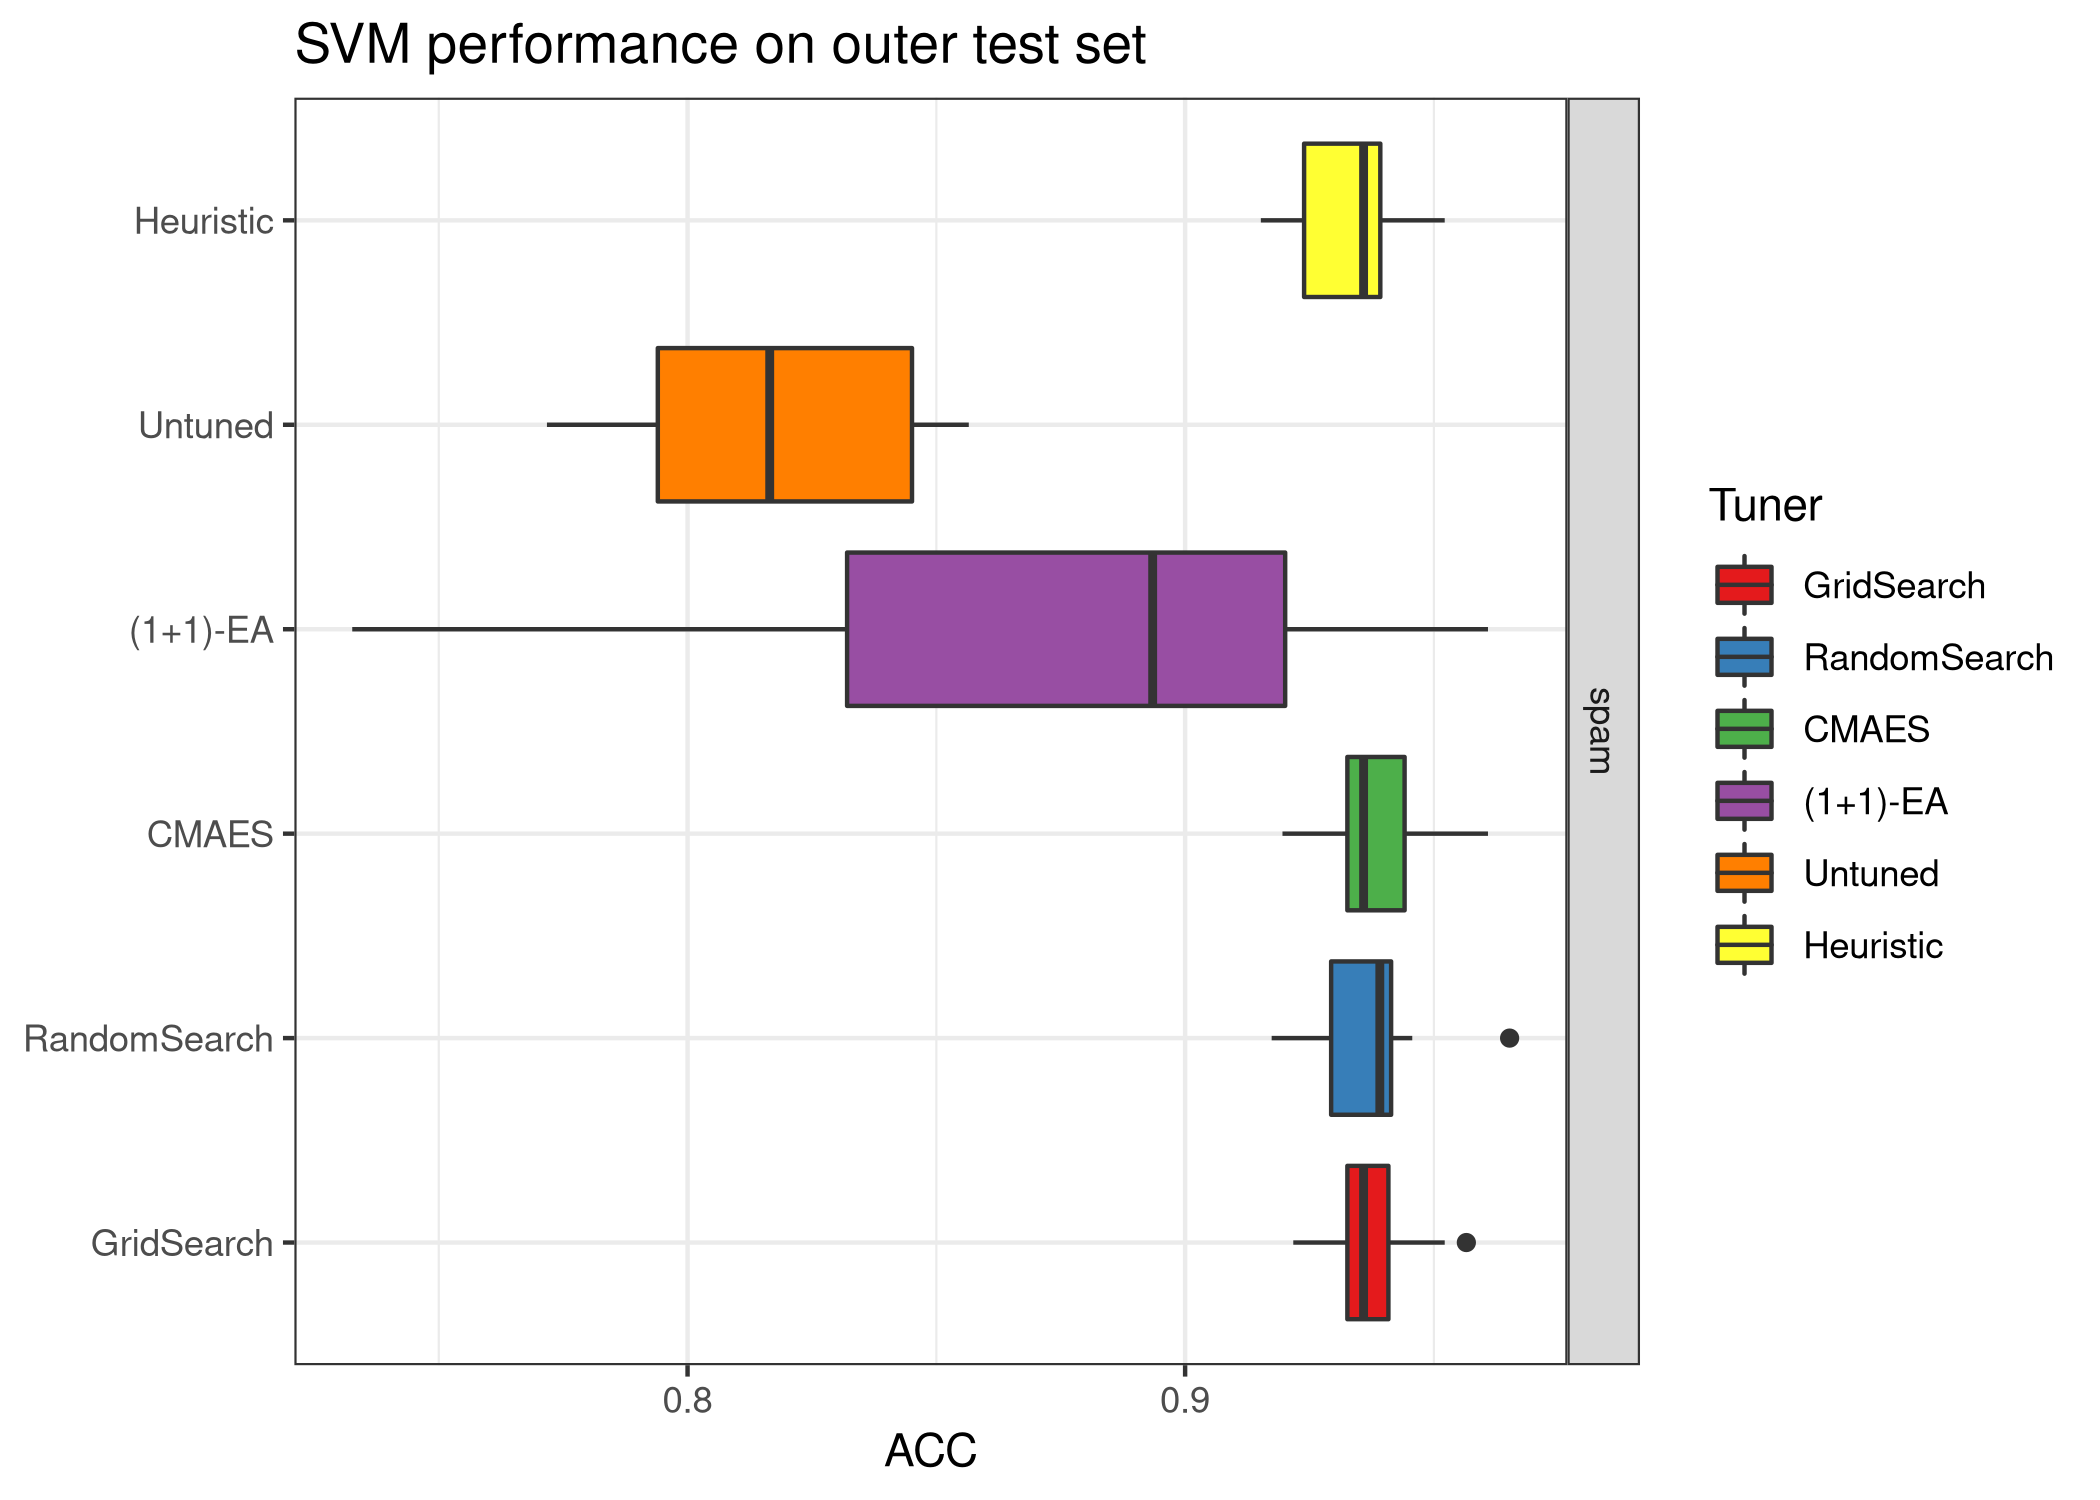 SVM performance on outer test set
Heuristic
Untuned
(1+1)-EA
CMAES
RandomSearch
GridSearch
0.8
0.9
ACC
spam
Tuner
GridSearch
RandomSearch
CMAES
(1+1)-EA
Untuned
Heuristic